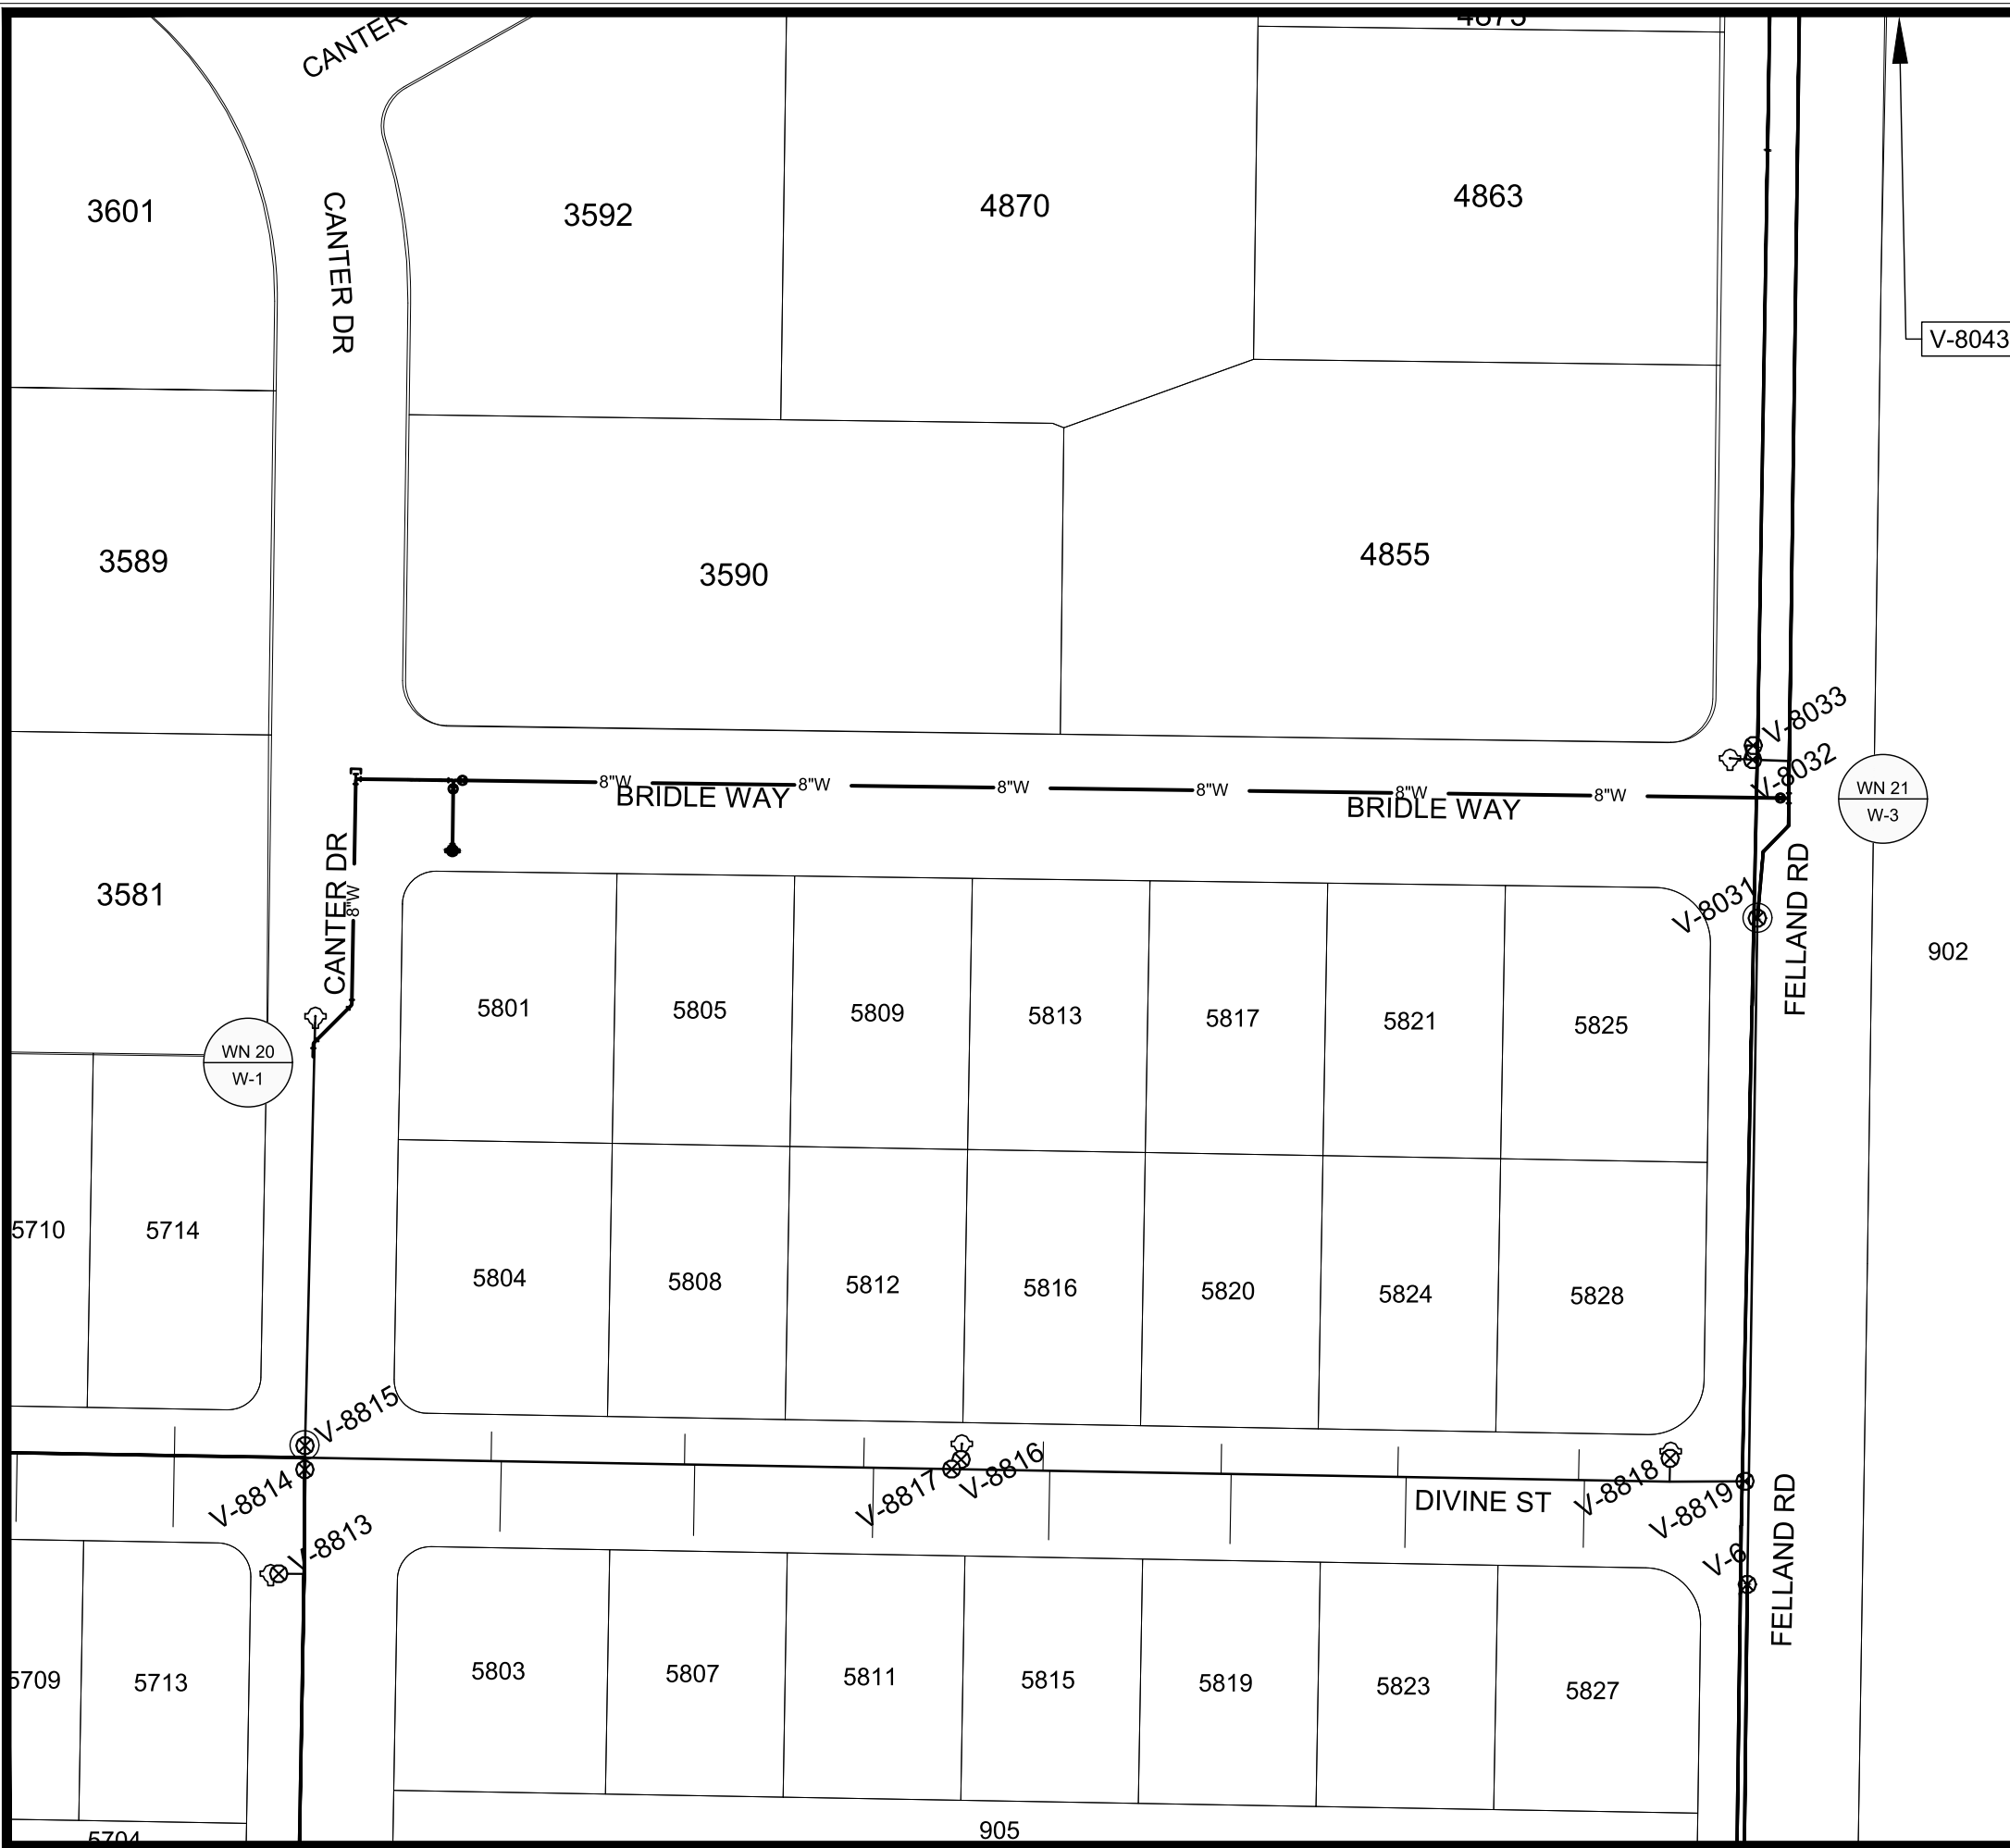 4875
CANTER
3601
CANTER DR
3592
4870
4863
V-8043
3589
3590
4855
V-8033
V-8032
8"W
8"W
8"W
8"W
8"W
8"W
BRIDLE WAY
BRIDLE WAY
WN 21
W-3
3581
CANTER DR
8"W
V-8031
FELLAND RD
902
5801
5805
5809
5813
5817
5821
5825
WN 20
W-1
5710
5714
5804
5808
5812
5816
5820
5824
5828
V-8815
V-8814
V-8813
V-8817
V-8816
DIVINE ST
V-8818
V-8819
V-6
FELLAND RD
5709
5713
5803
5807
5811
5815
5819
5823
5827
5704
905